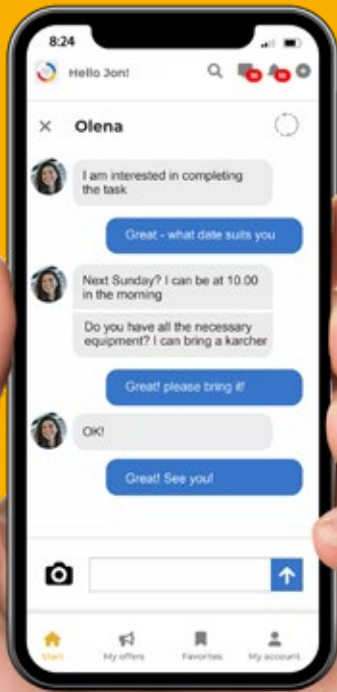 8:24
Hello Jon!
Olena
I am interested in completing
the task
Great - what date suits you
Next Sunday? I can be at 10.00
in the morning
Do you have all the necessary
equipment? I can bring a karcher
Great! please bring it!
OK!
Great! See you!
Start
My offers
Favorites
My account